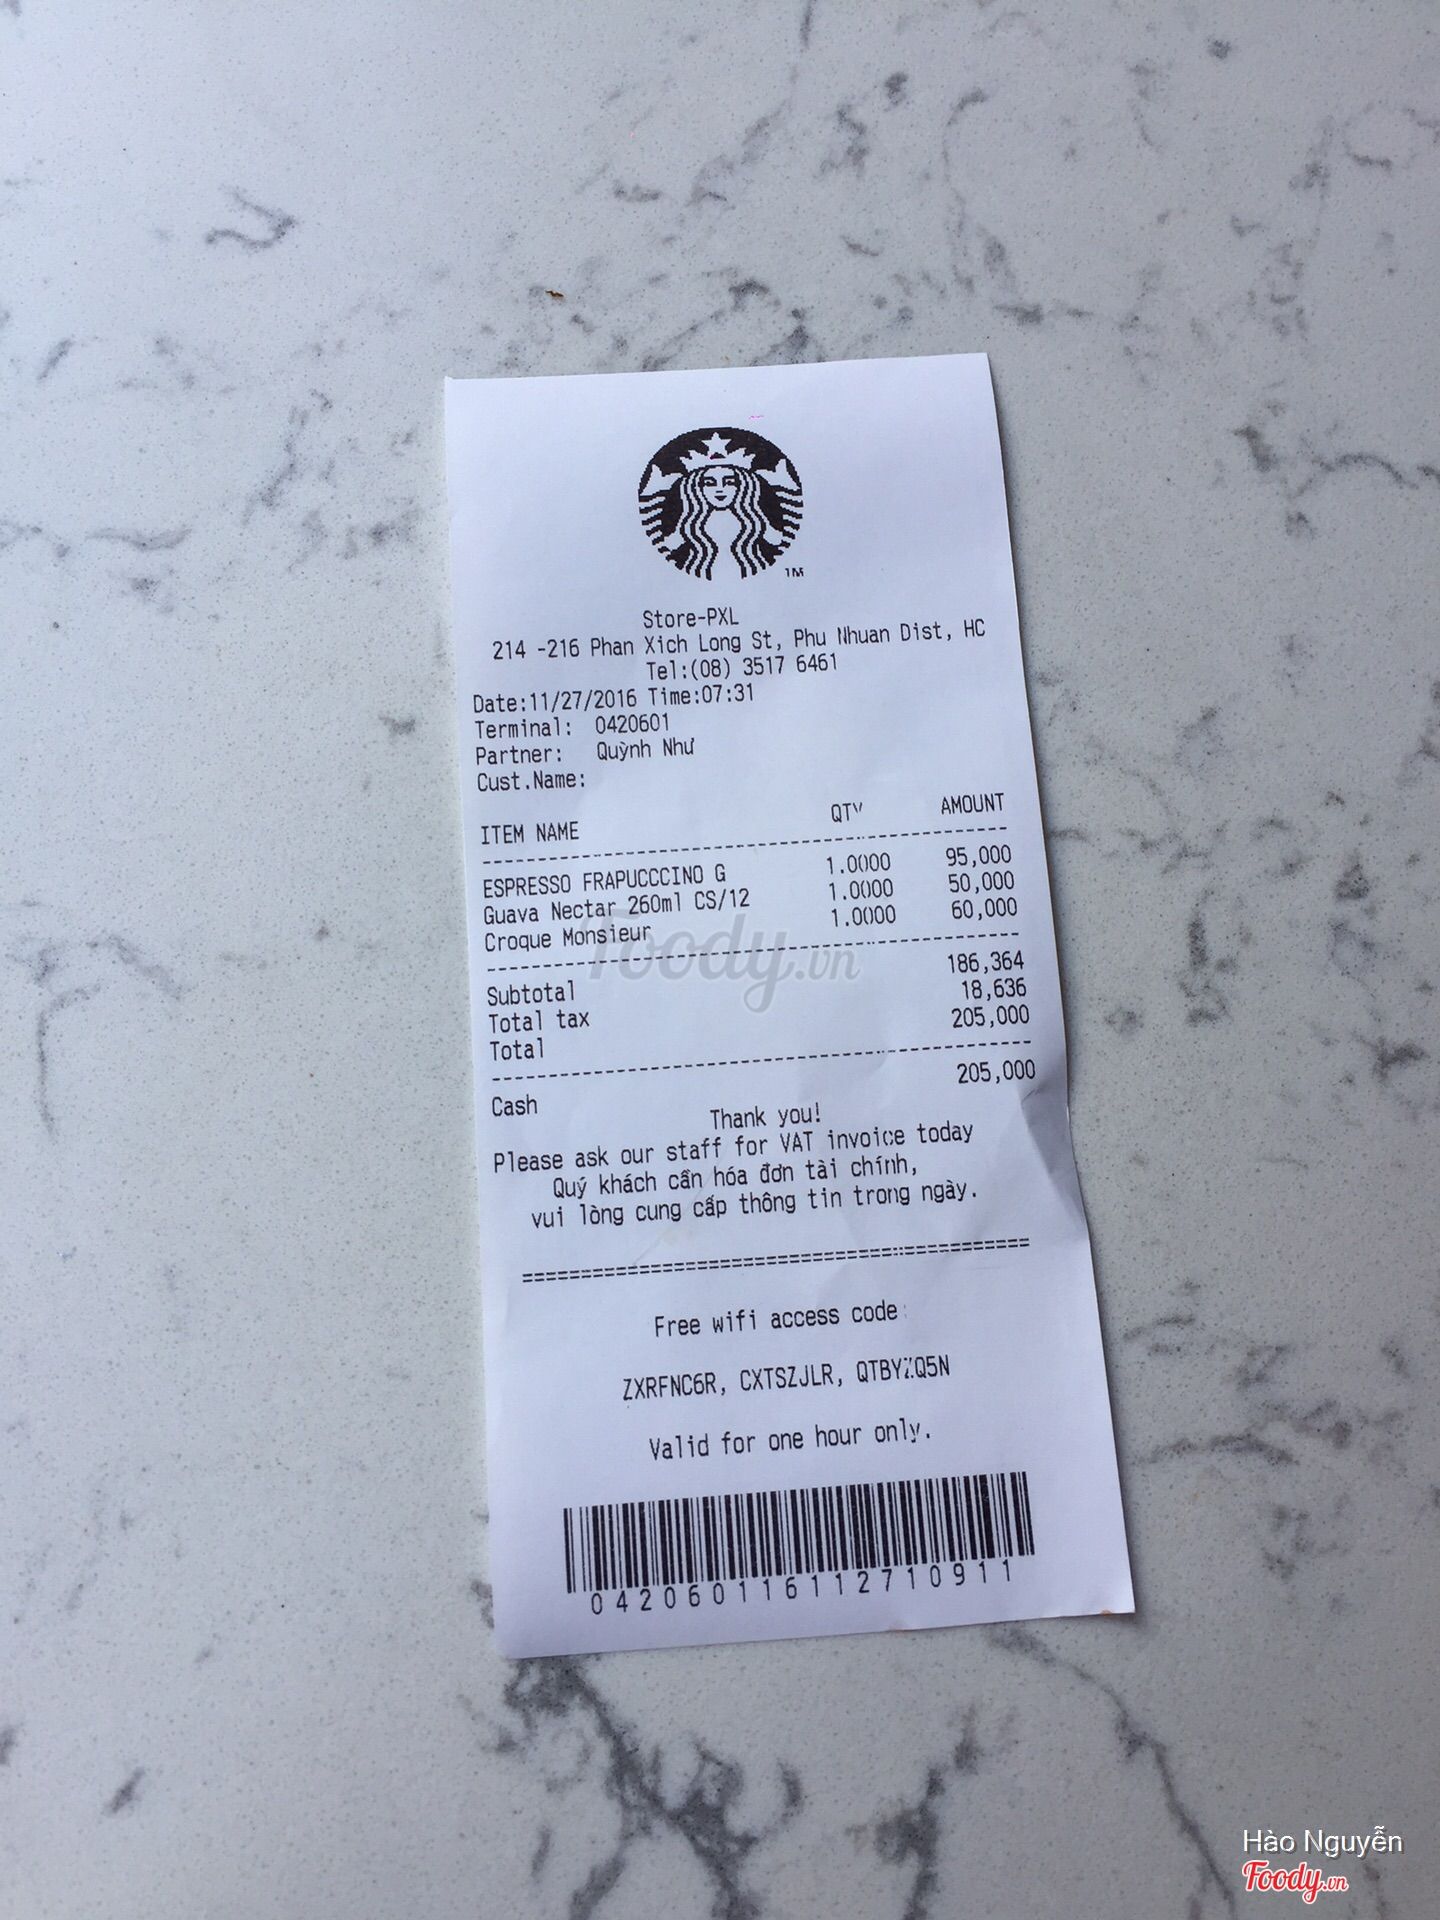 TM
Store-PXL
214 -216 Phan Xich Long St, Phu Nhuan Dist, HC
Tel:(08) 3517 6461
Date:11/27/2016 Time:07:31
Terminal: 0420601
Partner: Quỳnh Như
Cust.Name:
ITEM NAME QTY AMOUNT
ESPRESSO FRAPUCCCINO G 1.0000 95,000
Guava Nectar 260ml CS/12 1.0000 50,000
Croque Monsieur 1.0000 60,000
Subtotal 186,364
Total tax 18,636
Total 205,000
Cash 205,000
Thank you!
Please ask our staff for VAT invoice today
Quý khách cần hóa đơn tài chính,
vui lòng cung cấp thông tin trong ngày.
Free wifi access code:
ZXRFNC6R, CXTSZJLR, QTBYZQ5N
Valid for one hour only.
042060116112710911
Foody.vn
Hào Nguyễn
Foody.vn